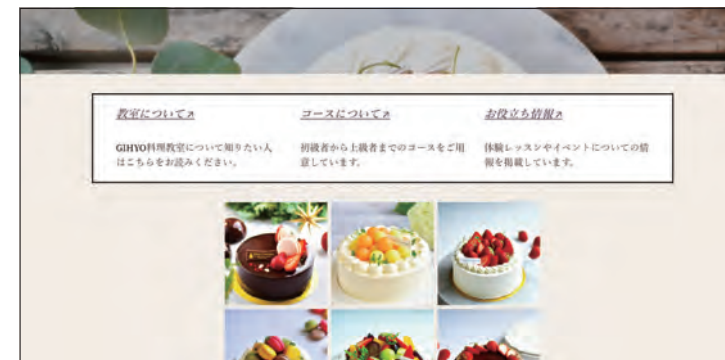 教室について↗
GIHYO料理教室について知りたい人
はこちらをお読みください。
コースについて↗
初級者から上級者までのコースをご用
意しています。
お役立ち情報↗
体験レッスンやイベントについての情
報を掲載しています。